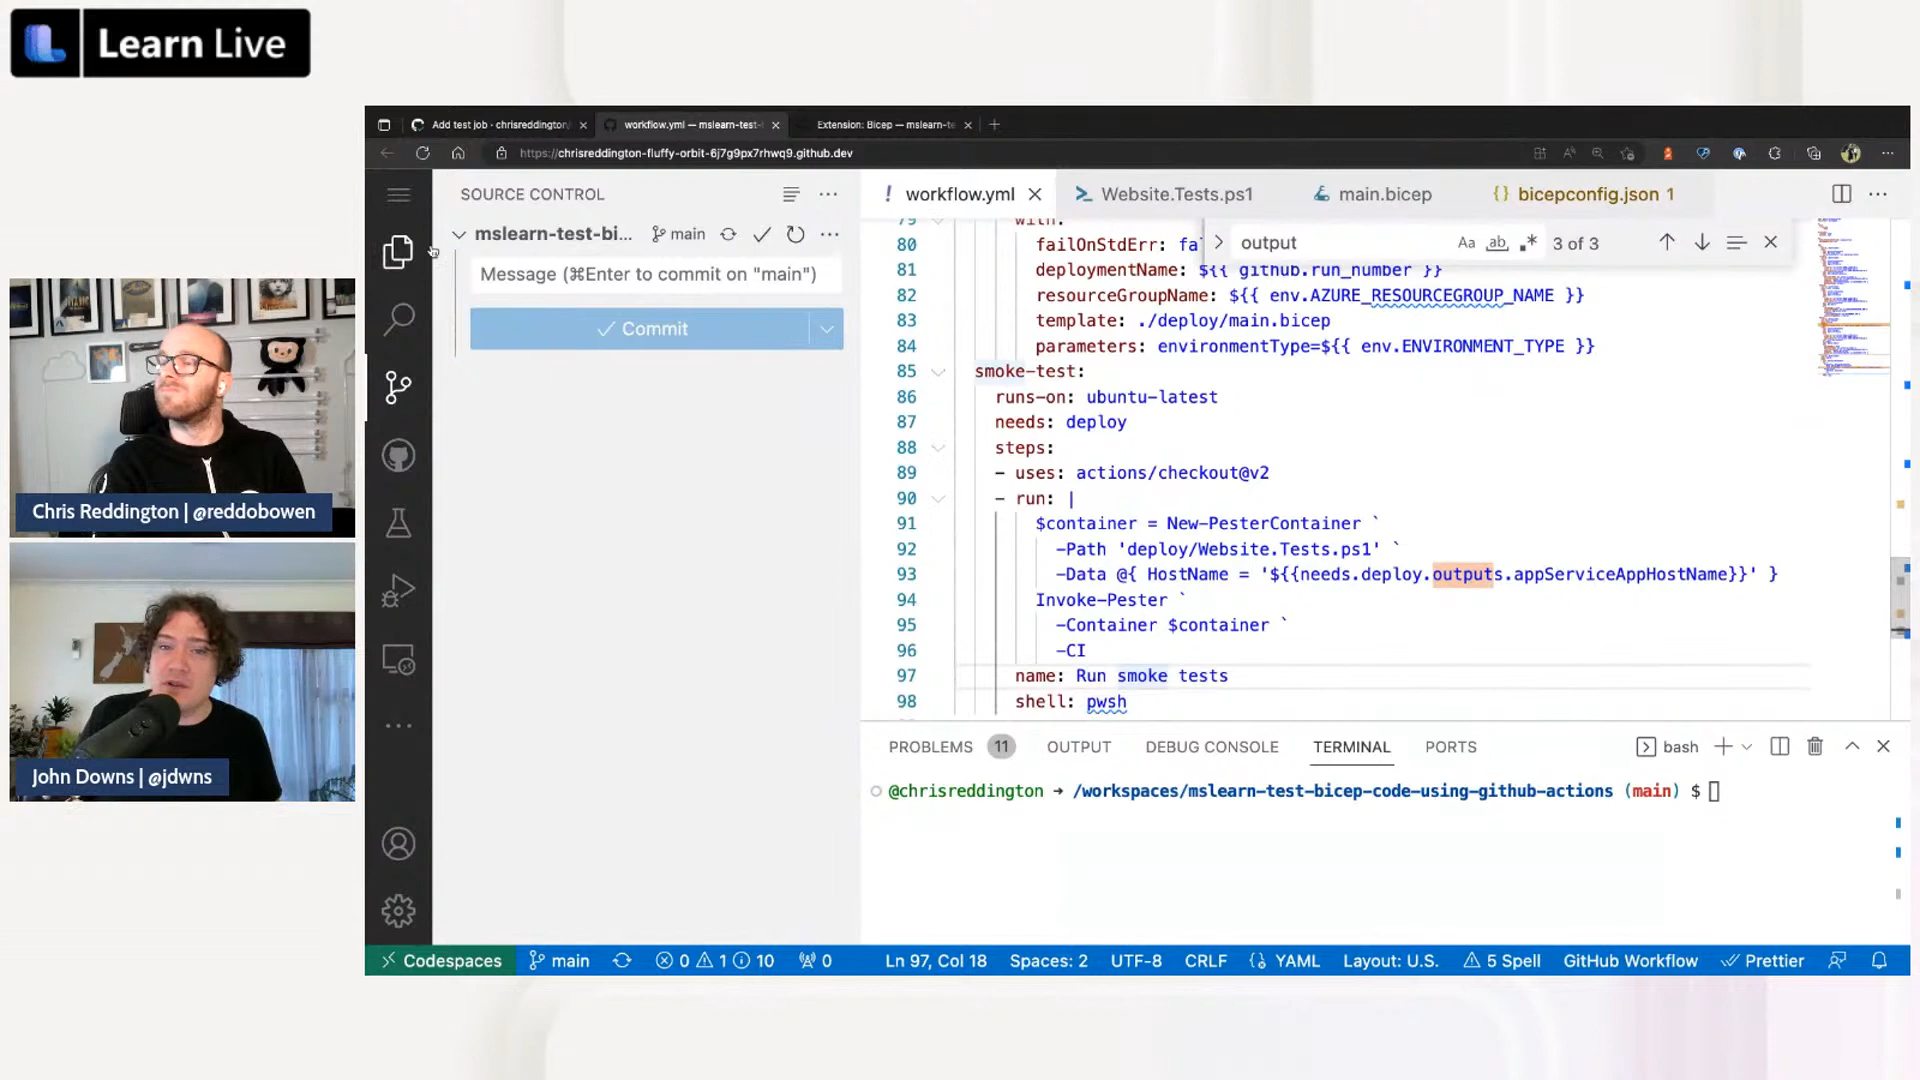 Learn Live
Add test job · chrisreddington/
workflow.yml — mslearn-test-
Extension: Bicep — mslearn-te
https://chrisreddington-fluffy-orbit-6j7g9px7rhwq9.github.dev
SOURCE CONTROL
mslearn-test-bi...
main
Message (⌘Enter to commit on "main")
Commit
workflow.yml
Website.Tests.ps1
main.bicep
bicepconfig.json 1
output
Aa
ab
3 of 3
79 with:
80 failOnStdErr: fa
81 deploymentName: ${{ github.run_number }}
82 resourceGroupName: ${{ env.AZURE_RESOURCEGROUP_NAME }}
83 template: ./deploy/main.bicep
84 parameters: environmentType=${{ env.ENVIRONMENT_TYPE }}
85 smoke-test:
86 runs-on: ubuntu-latest
87 needs: deploy
88 steps:
89 - uses: actions/checkout@v2
90 - run: |
91 $container = New-PesterContainer `
92 -Path 'deploy/Website.Tests.ps1' `
93 -Data @{ HostName = '${{needs.deploy.outputs.appServiceAppHostName}}' }
94 Invoke-Pester `
95 -Container $container `
96 -CI
97 name: Run smoke tests
98 shell: pwsh
PROBLEMS 11 OUTPUT DEBUG CONSOLE TERMINAL PORTS
bash
@chrisreddington → /workspaces/mslearn-test-bicep-code-using-github-actions (main) $
Codespaces main 0 1 10 0 Ln 97, Col 18 Spaces: 2 UTF-8 CRLF YAML Layout: U.S. 5 Spell GitHub Workflow Prettier
Chris Reddington | @reddobowen
John Downs | @jdwns